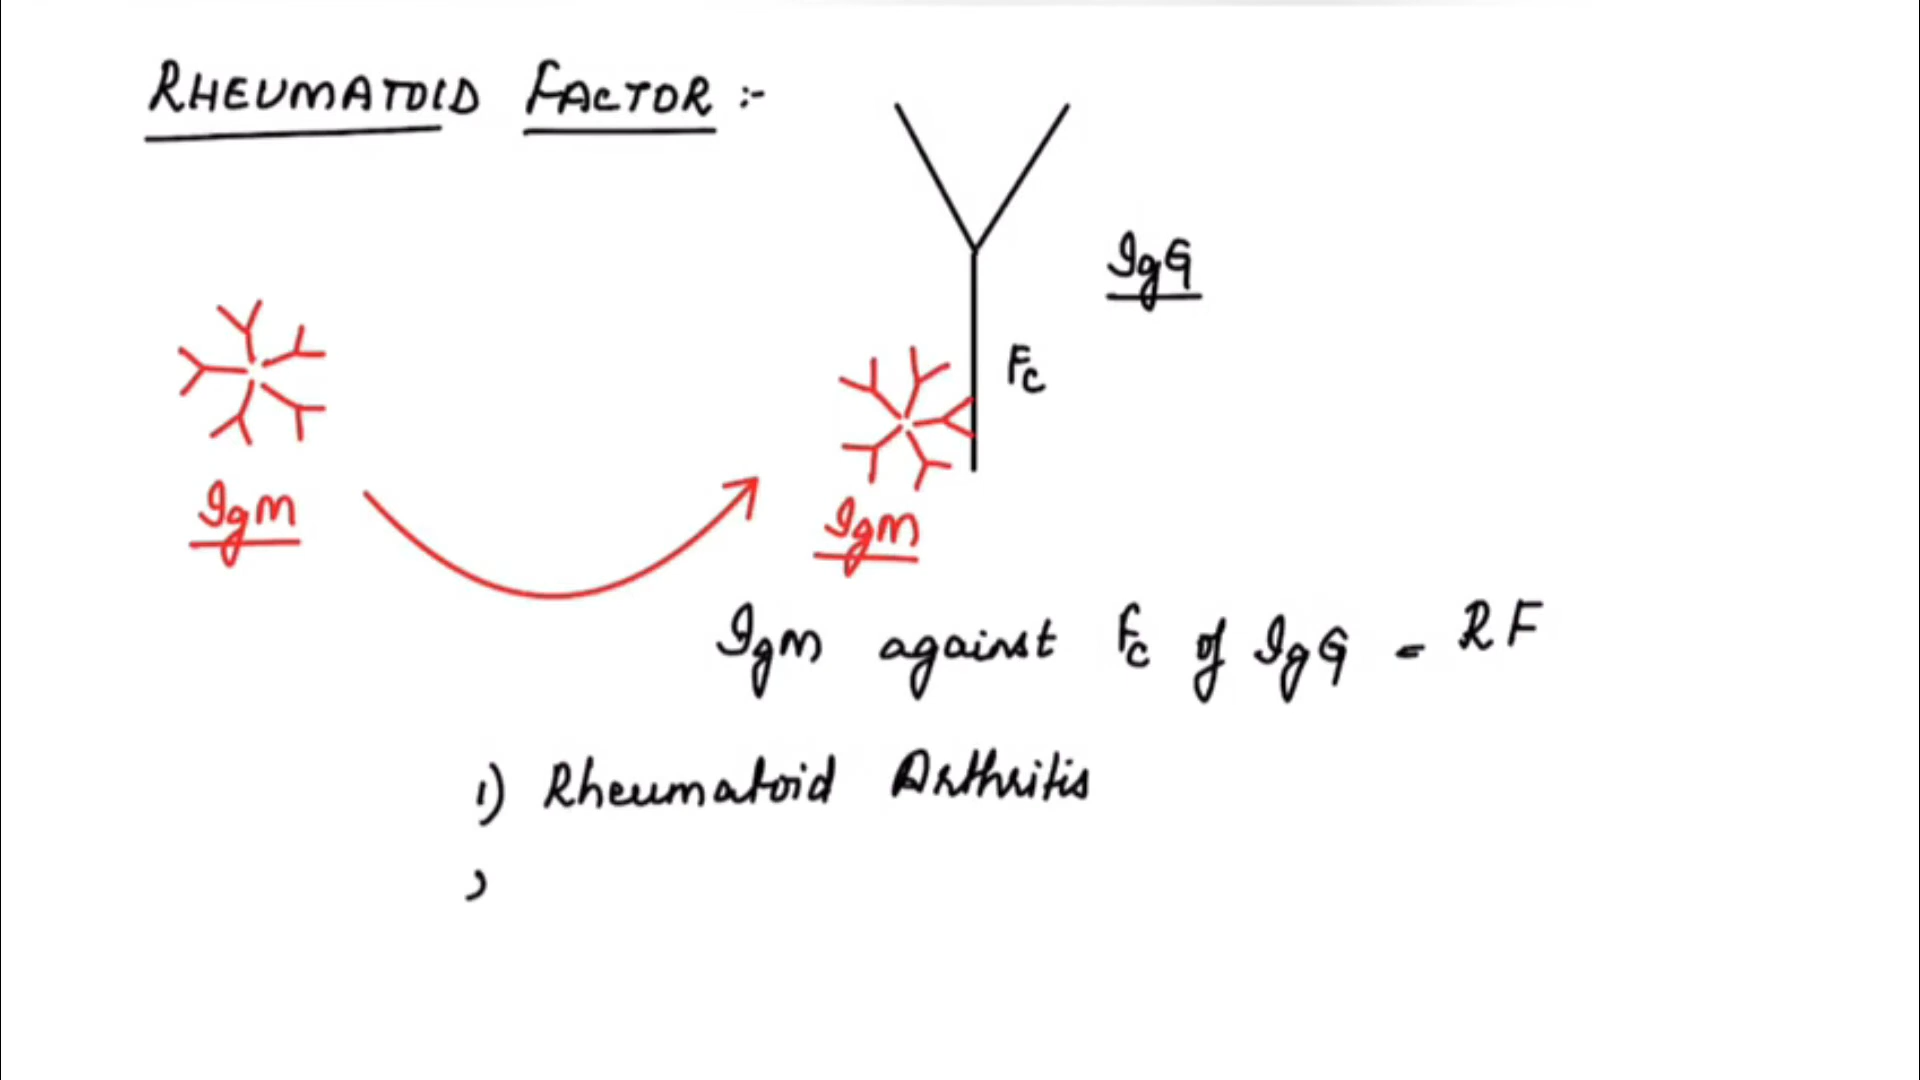 RHEUMATOID FACTOR :-
IgG
Fc
IgM
IgM
IgM against Fc of IgG = RF
1) Rheumatoid Arthritis